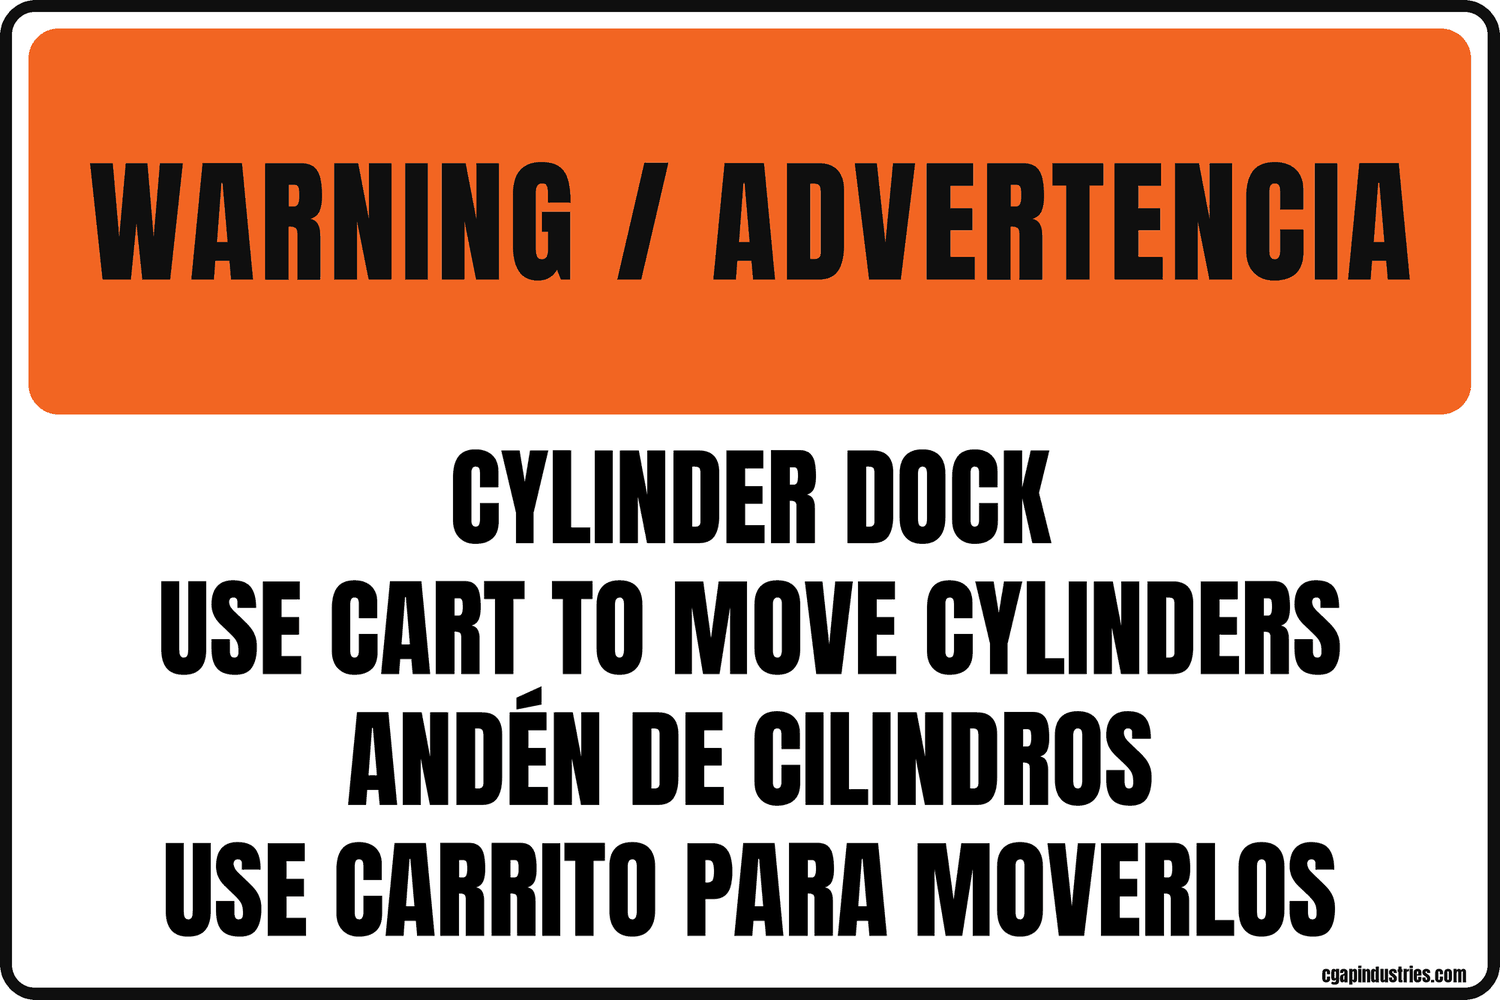 WARNING / ADVERTENCIA
CYLINDER DOCK
USE CART TO MOVE CYLINDERS
ANDÉN DE CILINDROS
USE CARRITO PARA MOVERLOS
cgapindustries.com